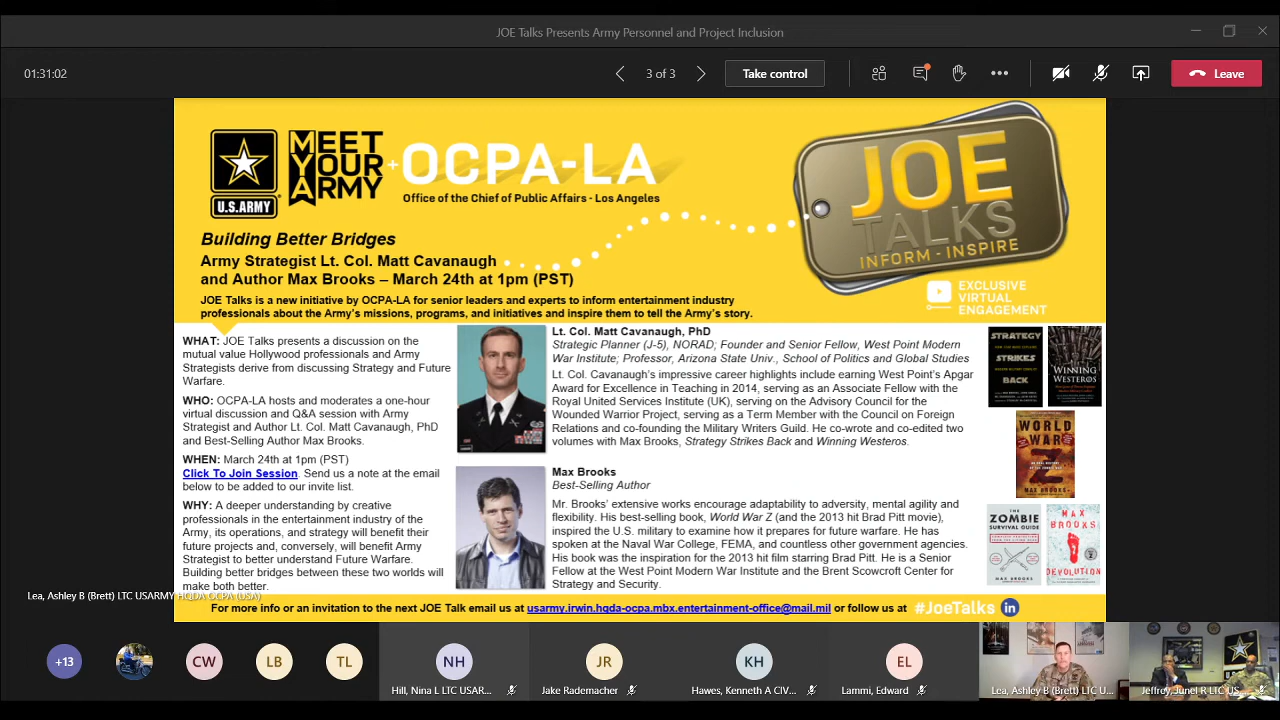 JOE Talks Presents Army Personnel and Project Inclusion
01:31:02
3 of 3
Take control
Leave
U.S.ARMY
MEET
YOUR
ARMY
+
OCPA-LA
Office of the Chief of Public Affairs - Los Angeles
JOE
TALKS
INFORM - INSPIRE
EXCLUSIVE
VIRTUAL
ENGAGEMENT
Building Better Bridges
Army Strategist Lt. Col. Matt Cavanaugh
and Author Max Brooks – March 24th at 1pm (PST)
JOE Talks is a new initiative by OCPA-LA for senior leaders and experts to inform entertainment industry
professionals about the Army's missions, programs, and initiatives and inspire them to tell the Army's story.
WHAT: JOE Talks presents a discussion on the
mutual value Hollywood professionals and Army
Strategists derive from discussing Strategy and Future
Warfare.
WHO: OCPA-LA hosts and moderates a one-hour
virtual discussion and Q&A session with Army
Strategist and Author Lt. Col. Matt Cavanaugh, PhD
and Best-Selling Author Max Brooks.
WHEN: March 24th at 1pm (PST)
Click To Join Session. Send us a note at the email
below to be added to our invite list.
WHY: A deeper understanding by creative
professionals in the entertainment industry of the
Army, its operations, and strategy will benefit their
future projects and, conversely, will benefit Army
Strategist to better understand Future Warfare.
Building better bridges between these two worlds will
make both better.
Lt. Col. Matt Cavanaugh, PhD
Strategic Planner (J-5), NORAD; Founder and Senior Fellow, West Point Modern
War Institute; Professor, Arizona State Univ., School of Politics and Global Studies
Lt. Col. Cavanaugh's impressive career highlights include earning West Point's Apgar
Award for Excellence in Teaching in 2014, serving as an Associate Fellow with the
Royal United Services Institute (UK), serving on the Advisory Council for the
Wounded Warrior Project, serving as a Term Member with the Council on Foreign
Relations and co-founding the Military Writers Guild. He co-wrote and co-edited two
volumes with Max Brooks, Strategy Strikes Back and Winning Westeros.
Max Brooks
Best-Selling Author
Mr. Brooks' extensive works encourage adaptability to adversity, mental agility and
flexibility. His best-selling book, World War Z (and the 2013 hit Brad Pitt movie),
inspired the U.S. military to examine how it prepares for future warfare. He has
spoken at the Naval War College, FEMA, and countless other government agencies.
His book was the inspiration for the 2013 film starring Brad Pitt. He is a Senior
Fellow at the West Point Modern War Institute and the Brent Scowcroft Center for
Strategy and Security.
STRATEGY
STRIKES
BACK
WINNING
WESTEROS
WORLD
WAR
Z
MAX BROOKS
THE
ZOMBIE
SURVIVAL GUIDE
MAX BROOKS
MAX
BROOKS
DEVOLUTION
Lea, Ashley B (Brett) LTC USARMY HQDA OCPA (USA)
For more info or an invitation to the next JOE Talk email us at usarmy.irwin.hqda-ocpa.mbx.entertainment-office@mail.mil or follow us at #JoeTalks in
+13
CW
LB
TL
NH
Hill, Nina L LTC USAR...
JR
Jake Rademacher
KH
Hawes, Kenneth A CIV...
EL
Lammi, Edward
Lea, Ashley B (Brett) LTC U...
Jeffrey, Junel R LTC US...